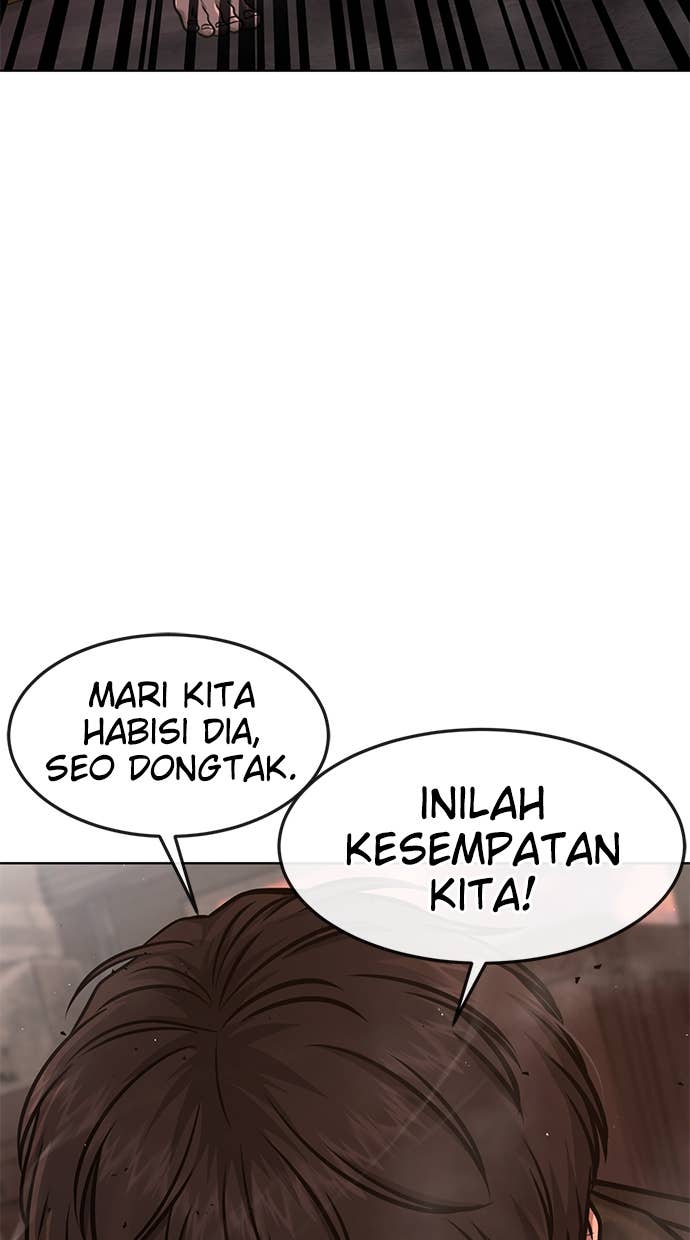 MARI KITA
HABISI DIA,
SEO DONGTAK.
INILAH
KESEMPATAN
KITA!